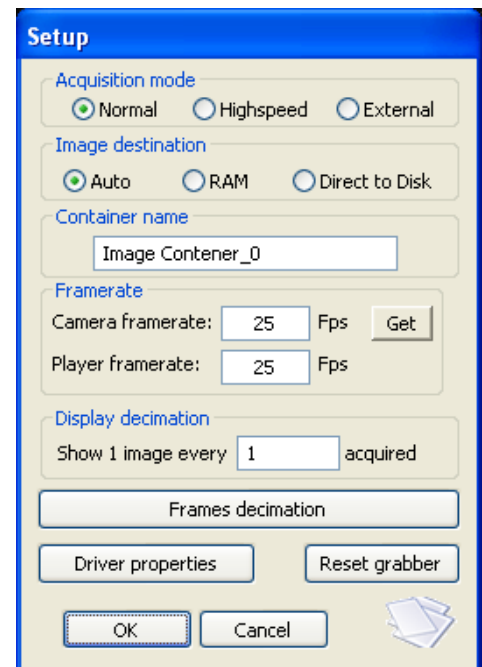 Setup
Acquisition mode
Normal Highspeed External
Image destination
Auto RAM Direct to Disk
Container name
Image Contener_0
Framerate
Camera framerate: 25 Fps Get
Player framerate: 25 Fps
Display decimation
Show 1 image every 1 acquired
Frames decimation
Driver properties Reset grabber
OK Cancel